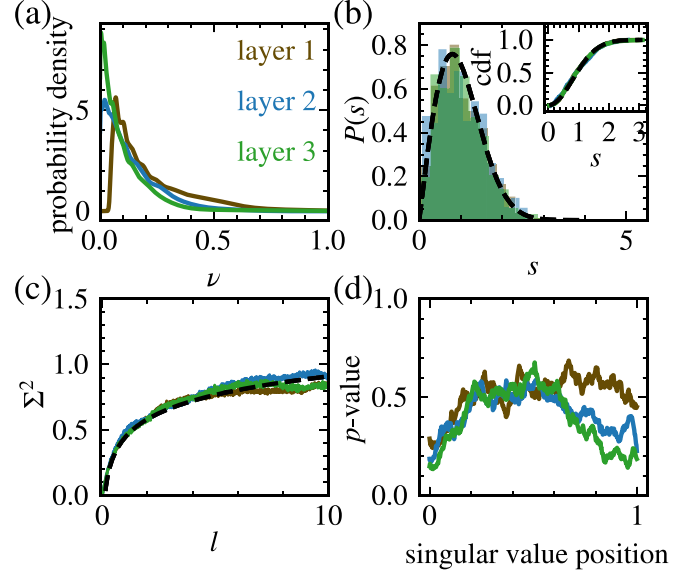 (a)
probability density
5
0
layer 1
layer 2
layer 3
0.0
0.5
1.0
ν
(b)
P(s)
0.8
0.6
0.4
0.2
0.0
0
5
s
cdf
1.0
0.5
0.0
0
1
2
3
s
(c)
Σ²
1.5
1.0
0.5
0.0
0
10
l
(d)
p-value
1.0
0.5
0.0
0
1
singular value position